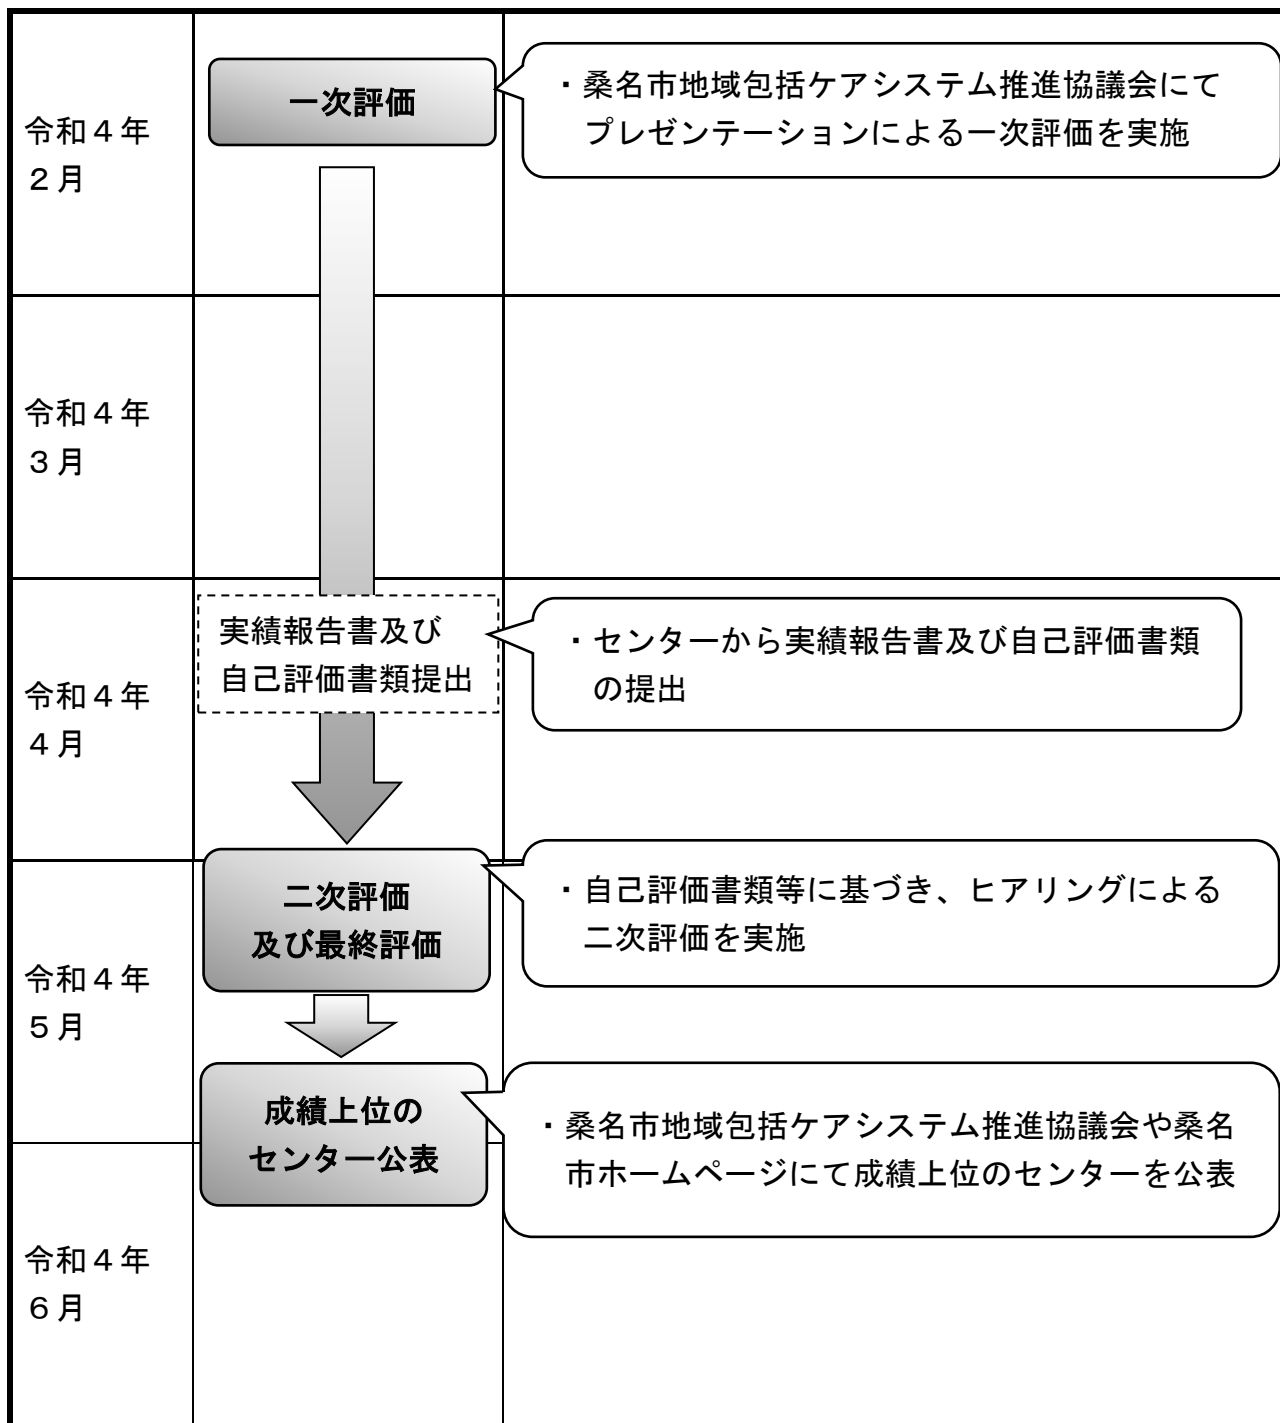 令和４年
２月
一次評価
・桑名市地域包括ケアシステム推進協議会にて
プレゼンテーションによる一次評価を実施
令和４年
３月
令和４年
４月
実績報告書及び
自己評価書類提出
・センターから実績報告書及び自己評価書類
の提出
令和４年
５月
二次評価
及び最終評価
・自己評価書類等に基づき、ヒアリングによる
二次評価を実施
成績上位の
センター公表
・桑名市地域包括ケアシステム推進協議会や桑名
市ホームページにて成績上位のセンターを公表
令和４年
６月